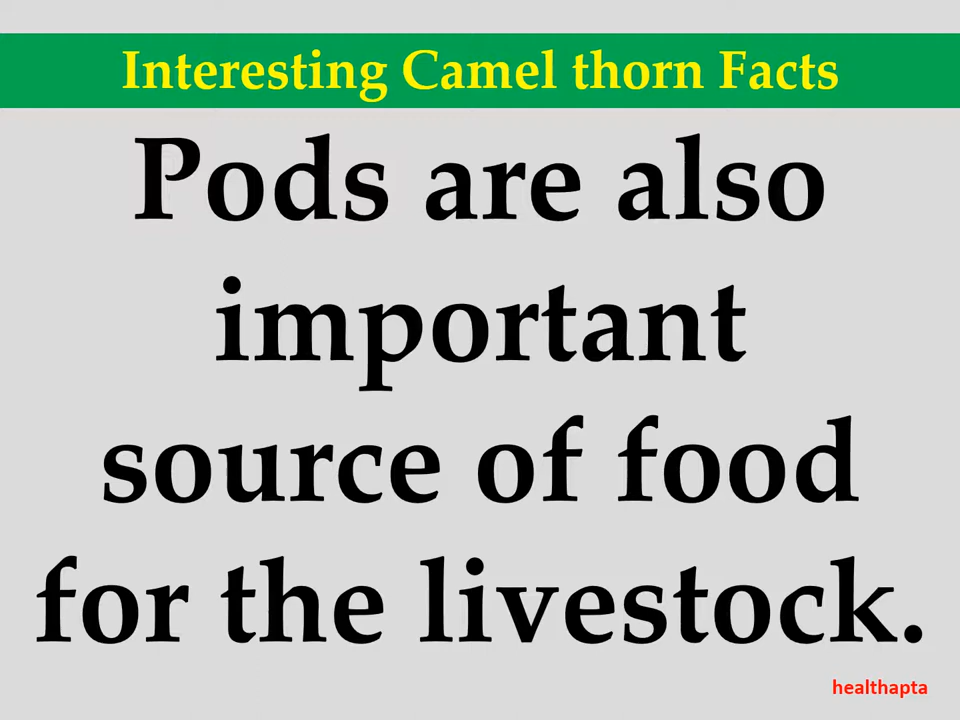 Interesting Camel thorn Facts
Pods are also
important
source of food
for the livestock.
healthapta